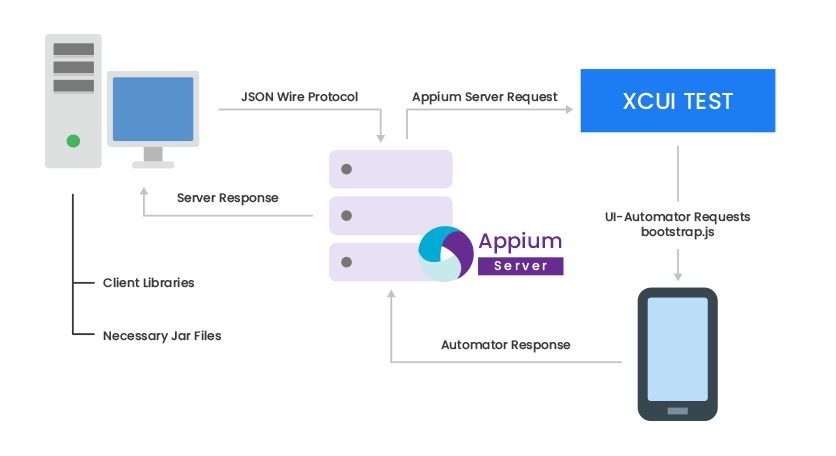 JSON Wire Protocol
Appium Server Request
XCUI TEST
Server Response
UI-Automator Requests
bootstrap.js
Appium
Server
Client Libraries
Necessary Jar Files
Automator Response